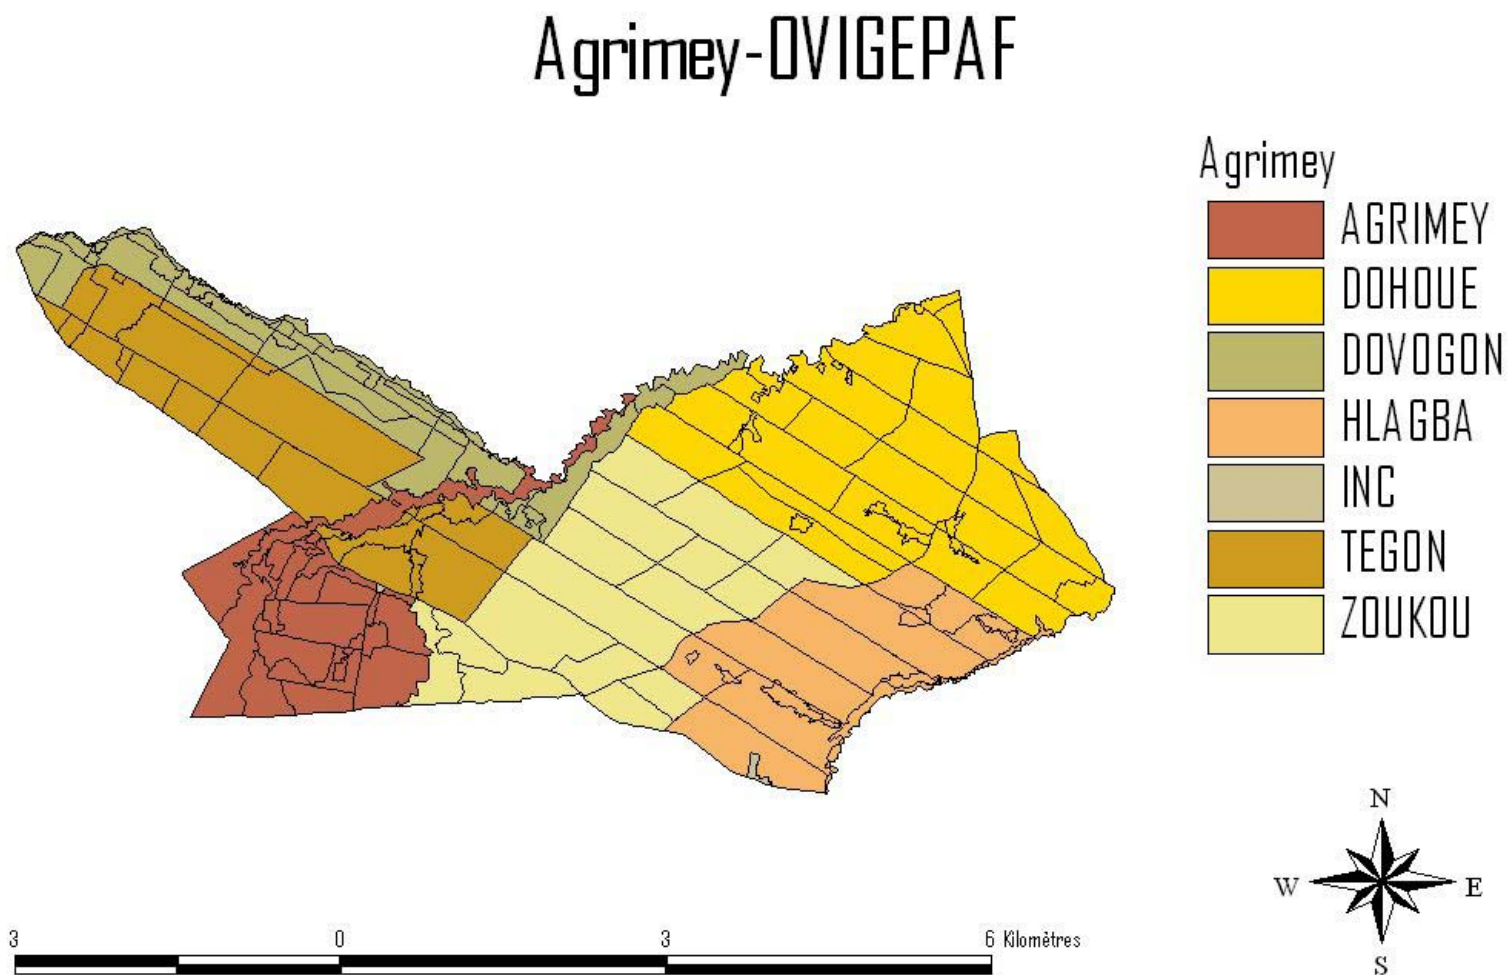 Agrimey-OVIGEPAF
Agrimey
AGRIMEY
DOHOUE
DOVOGON
HLAGBA
INC
TEGON
ZOUKOU
N
W E
S
3 0 3 6 Kilomètres